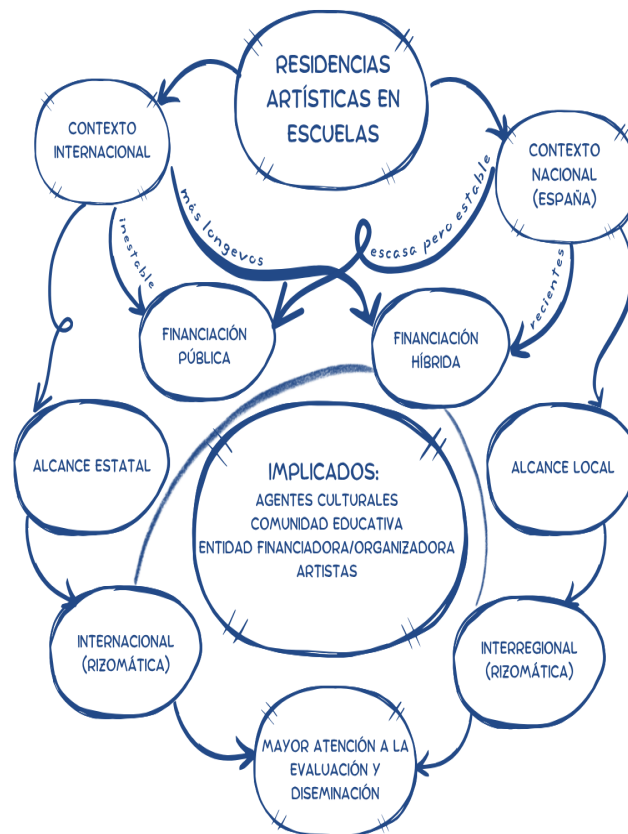 RESIDENCIAS
ARTÍSTICAS EN
ESCUELAS
CONTEXTO
INTERNACIONAL
CONTEXTO
NACIONAL
(ESPAÑA)
inestable
más longevos
escasa pero estable
recientes
FINANCIACIÓN
PÚBLICA
FINANCIACIÓN
HÍBRIDA
ALCANCE ESTATAL
ALCANCE LOCAL
IMPLICADOS:
AGENTES CULTURALES
COMUNIDAD EDUCATIVA
ENTIDAD FINANCIADORA/ORGANIZADORA
ARTISTAS
INTERNACIONAL
(RIZOMÁTICA)
INTERREGIONAL
(RIZOMÁTICA)
MAYOR ATENCIÓN A LA
EVALUACIÓN Y
DISEMINACIÓN